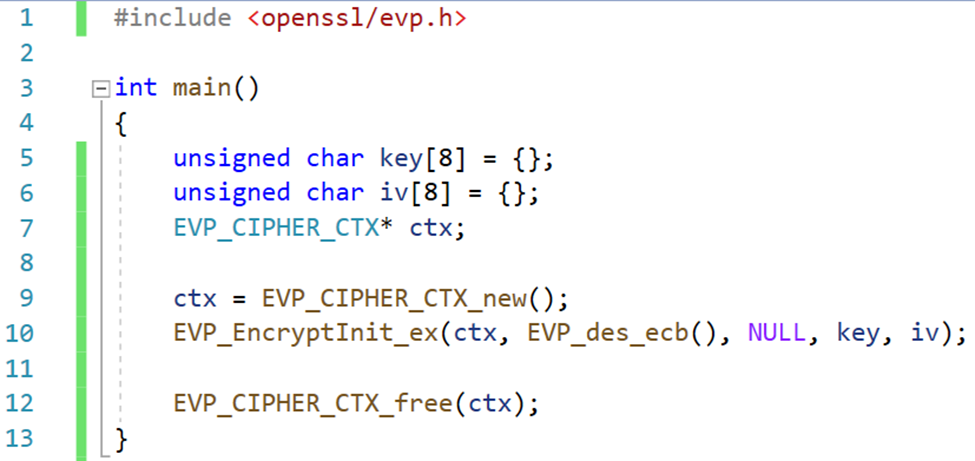 1 #include <openssl/evp.h>
2
3 int main()
4 {
5     unsigned char key[8] = {};
6     unsigned char iv[8] = {};
7     EVP_CIPHER_CTX* ctx;
8
9     ctx = EVP_CIPHER_CTX_new();
10     EVP_EncryptInit_ex(ctx, EVP_des_ecb(), NULL, key, iv);
11
12     EVP_CIPHER_CTX_free(ctx);
13 }